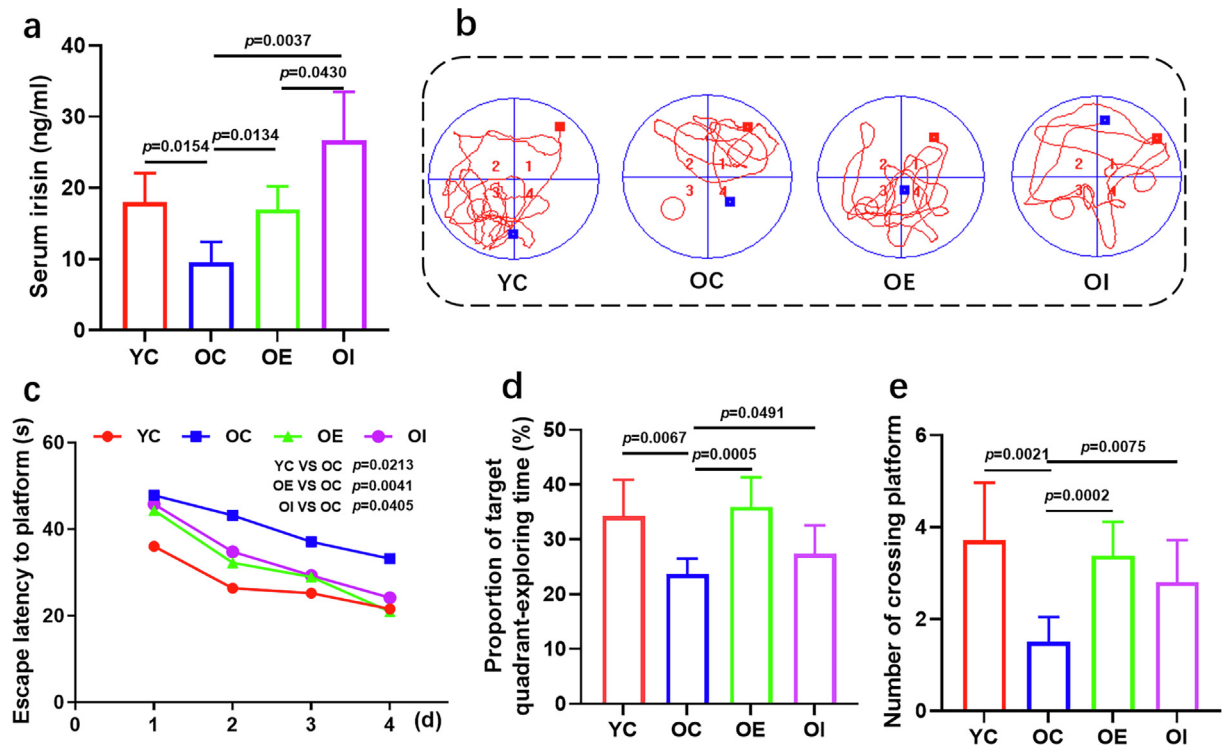 a
Serum irisin (ng/ml)
40
30
20
10
0
p=0.0037
p=0.0430
p=0.0134
p=0.0154
YC OC OE OI
b
2 1
3 4
YC
2 1
3 4
OC
2 1
3 4
OE
2 1
3 4
OI
c
Escape latency to platform (s)
60
40
20
0
YC OC OE OI
YC VS OC p=0.0213
OE VS OC p=0.0041
OI VS OC p=0.0405
0 1 2 3 4 (d)
d
Proportion of target
quadrant-exploring time (%)
50
40
30
20
10
0
p=0.0491
p=0.0067
p=0.0005
YC OC OE OI
e
Number of crossing platform
6
4
2
0
p=0.0075
p=0.0021
p=0.0002
YC OC OE OI